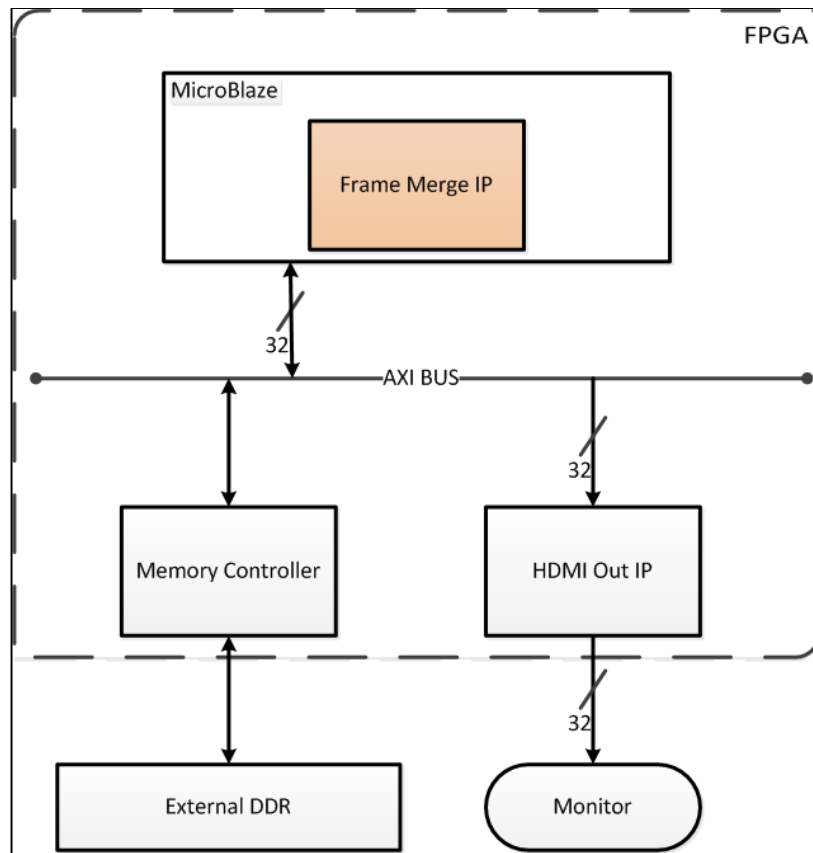 FPGA
MicroBlaze
Frame Merge IP
32
AXI BUS
32
Memory Controller
HDMI Out IP
32
External DDR
Monitor